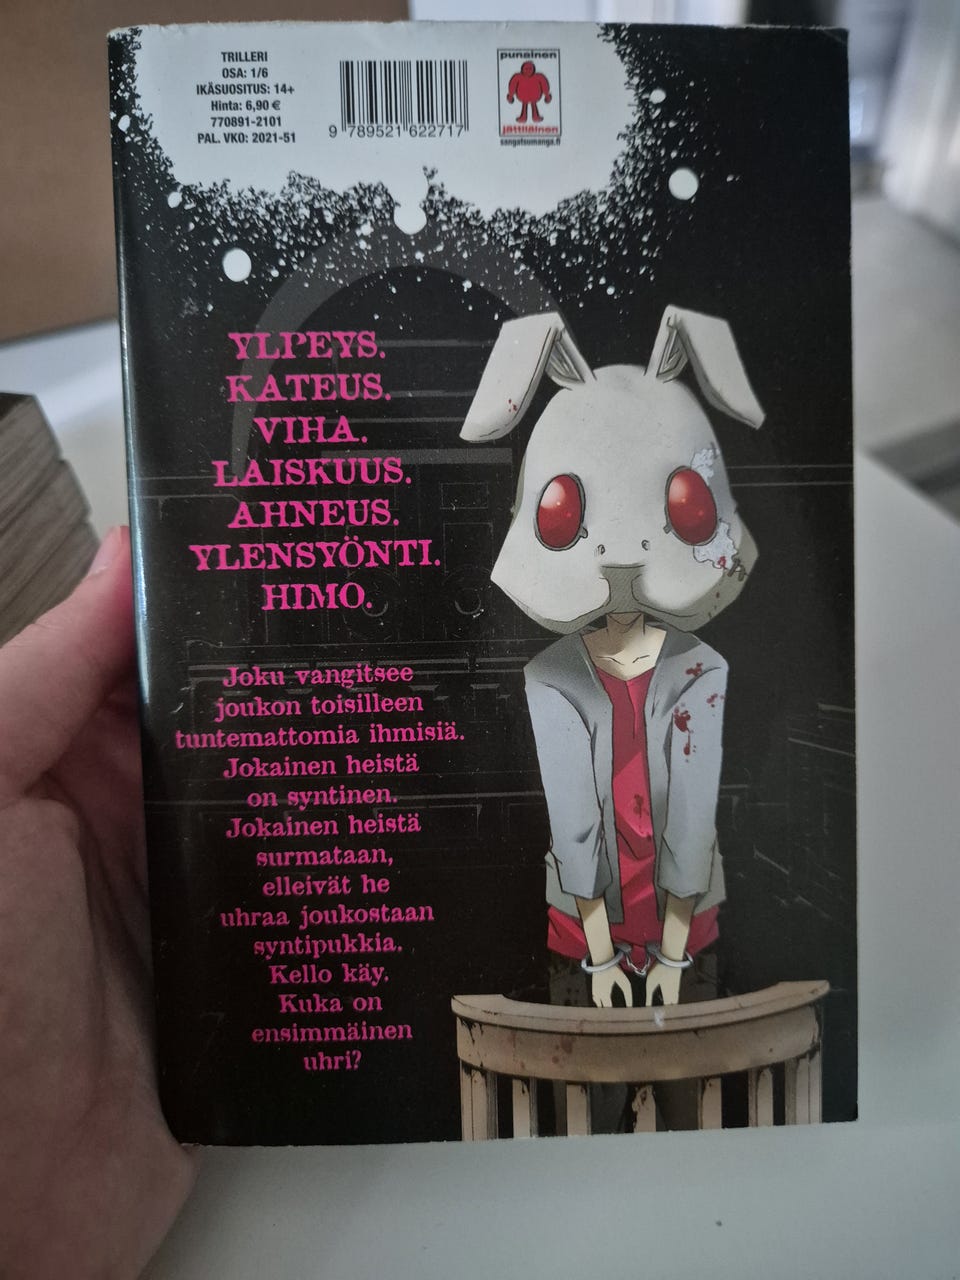 TRILLERI
OSA: 1/6
IKÄSUOSITUS: 14+
Hinta: 6,90 €
770891-2101
PAL. VKO: 2021-51
9 789521 622717
punainen
jättiläinen
sangatsumanga.fi
YLPEYS.
KATEUS.
VIHA.
LAISKUUS.
AHNEUS.
YLENSYÖNTI.
HIMO.
Joku vangitsee
joukon toisilleen
tuntemattomia ihmisiä.
Jokainen heistä
on syntinen.
Jokainen heistä
surmataan,
elleivät he
uhraa joukostaan
syntipukkia.
Kello käy.
Kuka on
ensimmäinen
uhri?